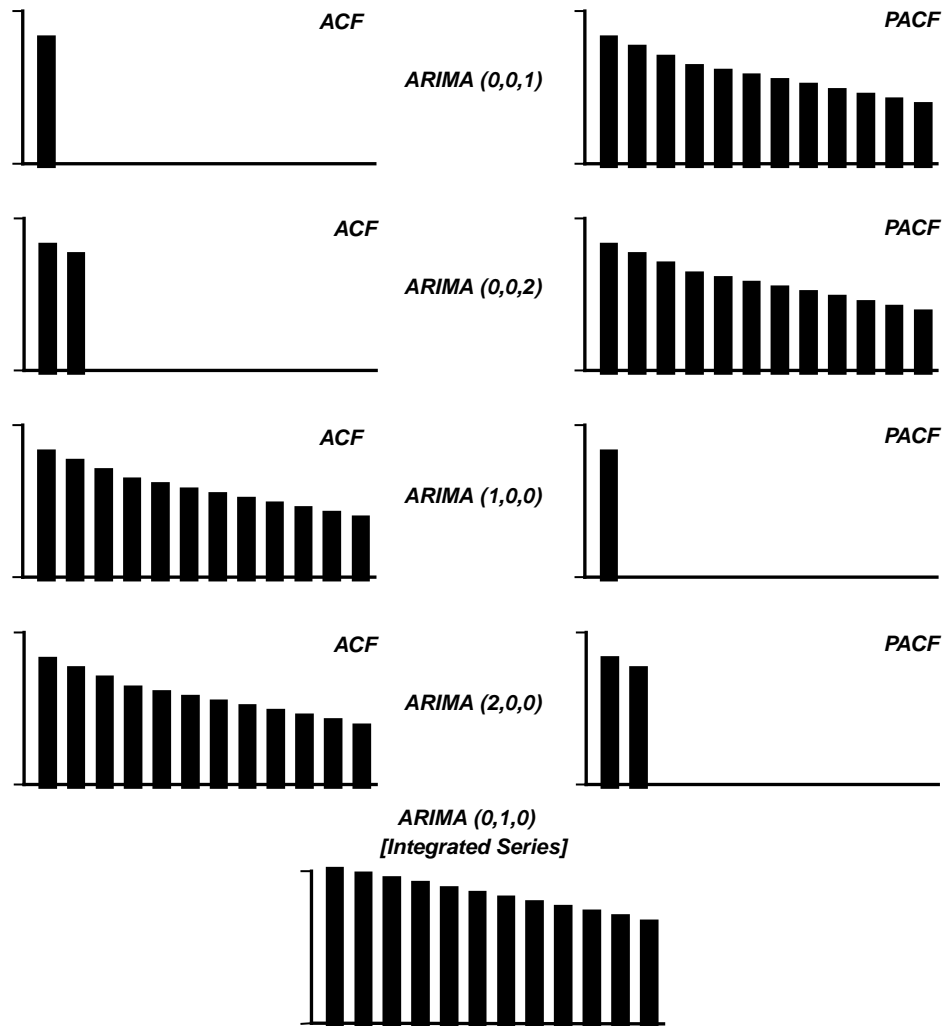 ACF
PACF
ARIMA (0,0,1)
ACF
PACF
ARIMA (0,0,2)
ACF
PACF
ARIMA (1,0,0)
ACF
PACF
ARIMA (2,0,0)
ARIMA (0,1,0)
[Integrated Series]